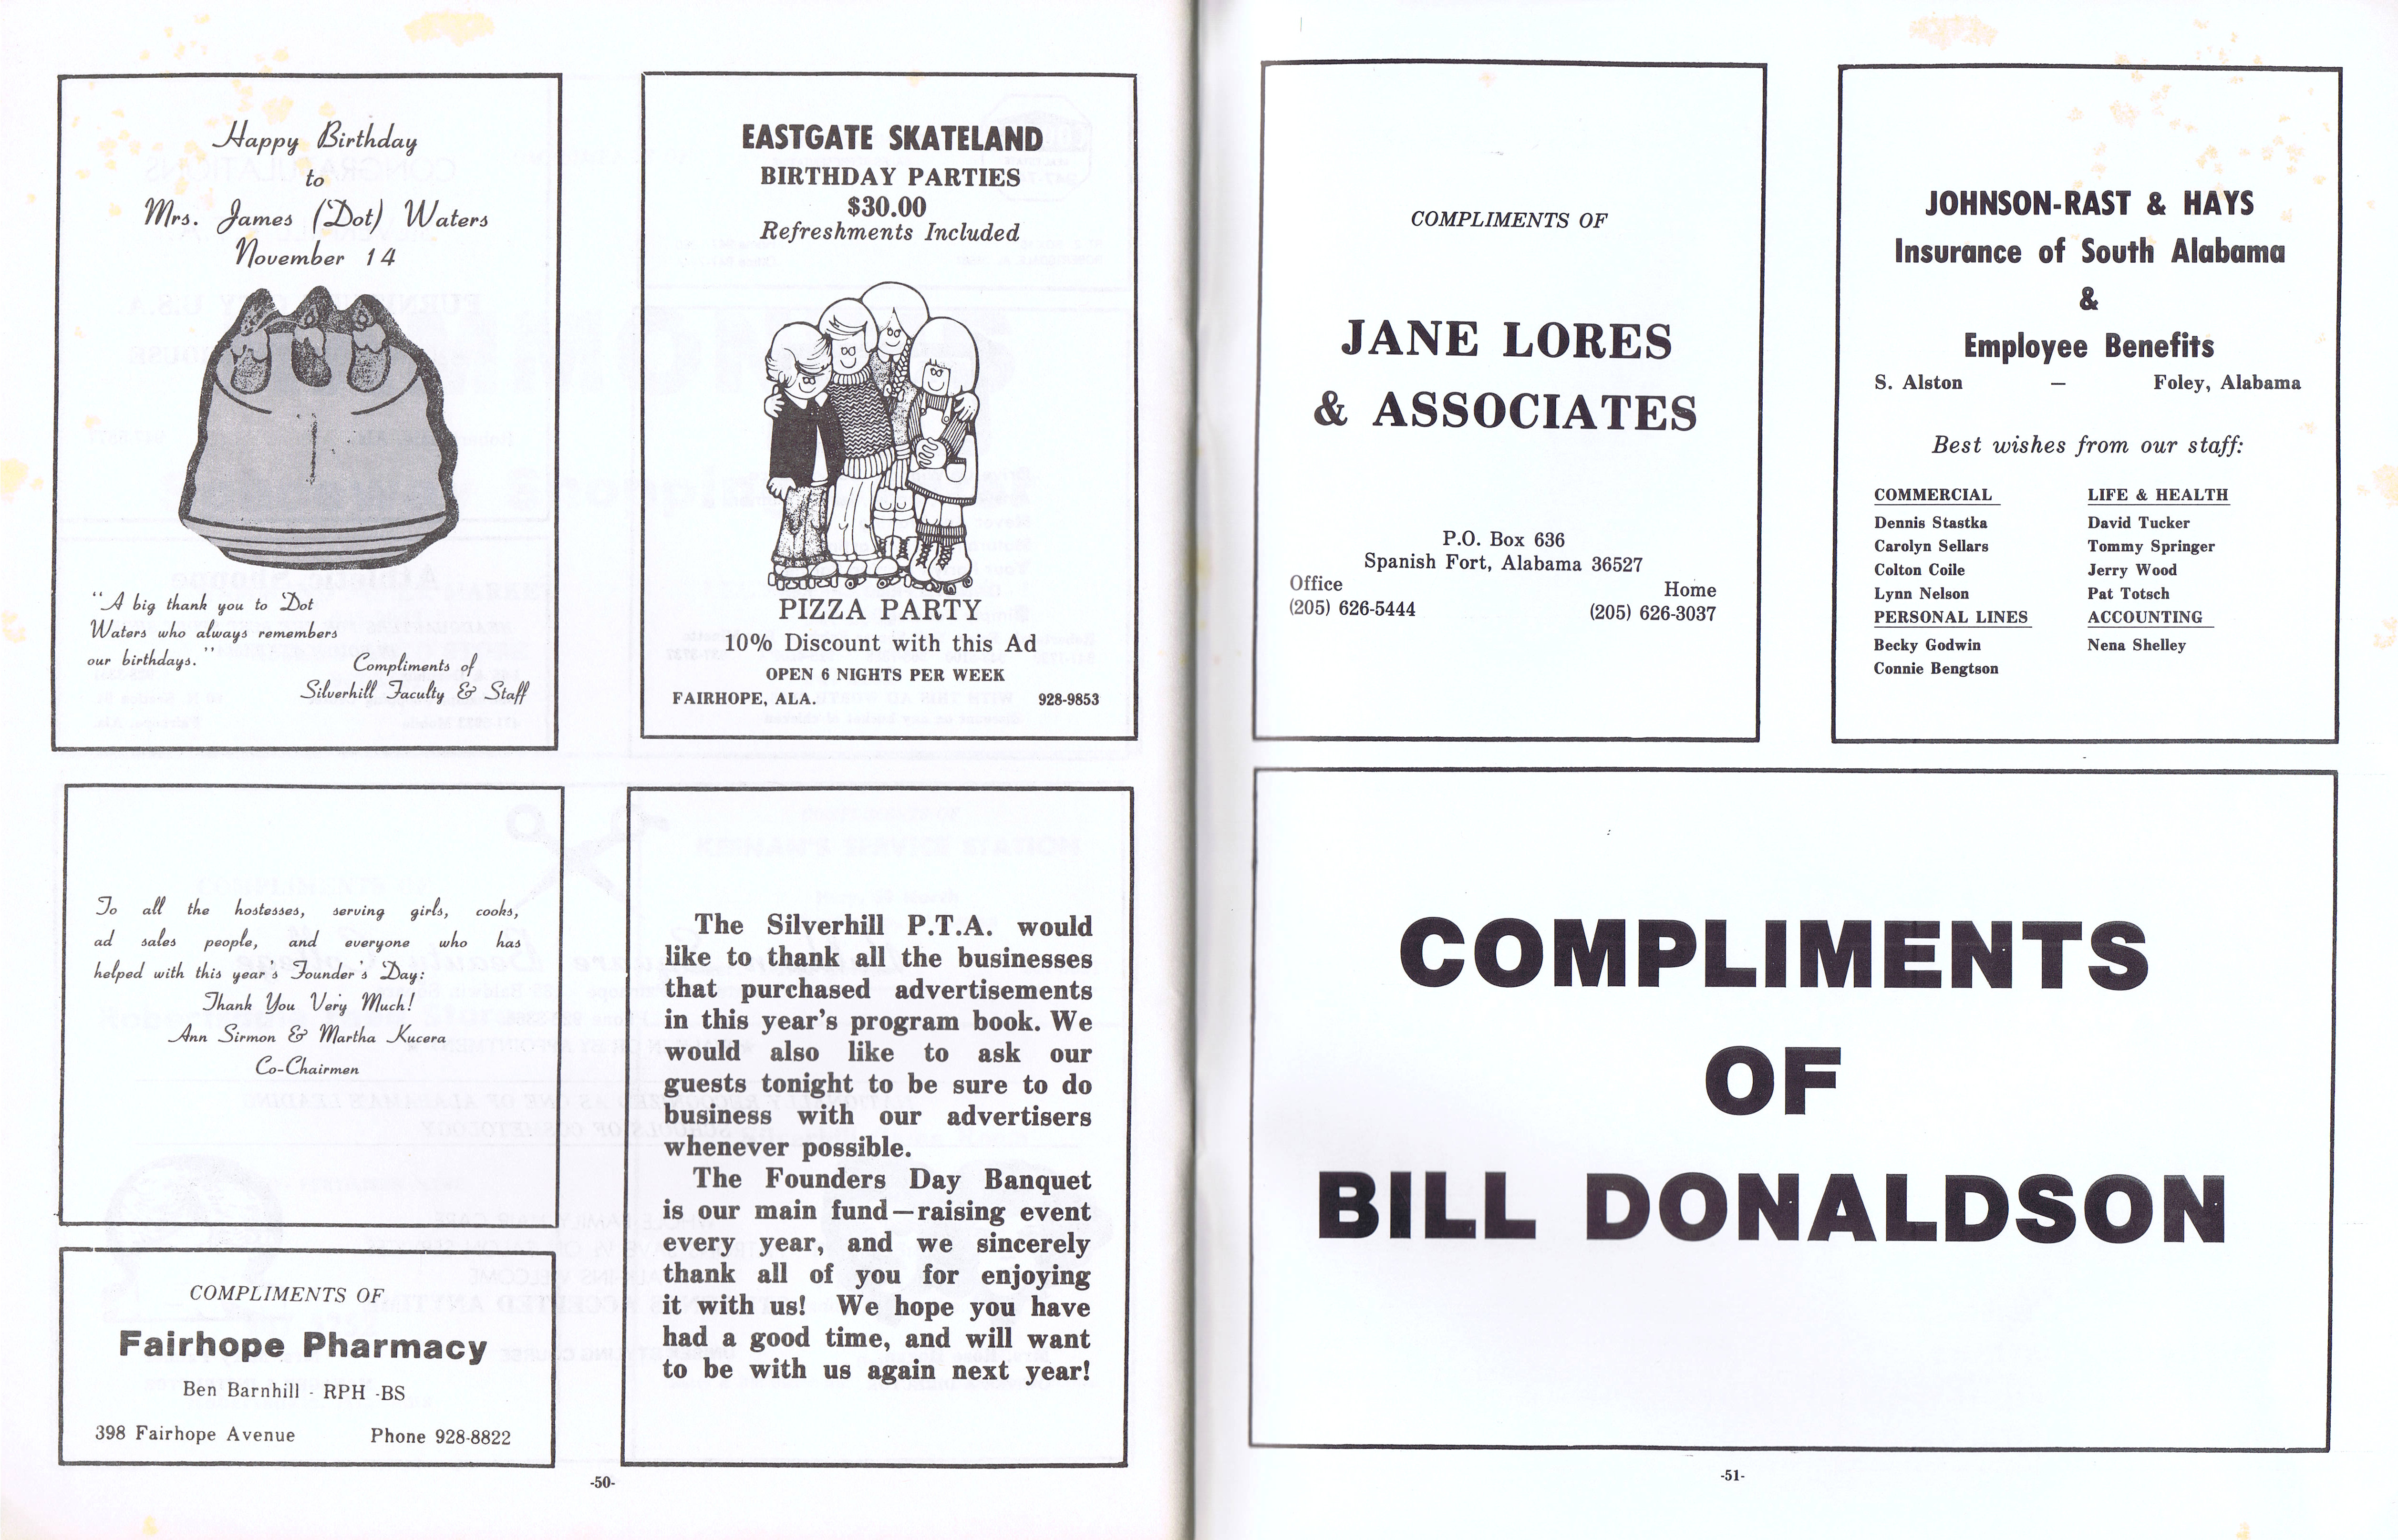 Happy Birthday
to
Mrs. James (Dot) Waters
November 14
"A big thank you to Dot
Waters who always remembers
our birthdays."
Compliments of
Silverhill Faculty & Staff
EASTGATE SKATELAND
BIRTHDAY PARTIES
$30.00
Refreshments Included
PIZZA PARTY
10% Discount with this Ad
OPEN 6 NIGHTS PER WEEK
FAIRHOPE, ALA. 928-9853
To all the hostesses, serving girls, cooks,
ad sales people, and everyone who has
helped with this year's Founder's Day:
Thank You Very Much!
Ann Sirmon & Martha Kucera
Co-Chairmen
COMPLIMENTS OF
Fairhope Pharmacy
Ben Barnhill - RPH -BS
398 Fairhope Avenue Phone 928-8822
The Silverhill P.T.A. would
like to thank all the businesses
that purchased advertisements
in this year's program book. We
would also like to ask our
guests tonight to be sure to do
business with our advertisers
whenever possible.
The Founders Day Banquet
is our main fund—raising event
every year, and we sincerely
thank all of you for enjoying
it with us! We hope you have
had a good time, and will want
to be with us again next year!
-50-
COMPLIMENTS OF
JANE LORES
& ASSOCIATES
P.O. Box 636
Spanish Fort, Alabama 36527
Office Home
(205) 626-5444 (205) 626-3037
JOHNSON-RAST & HAYS
Insurance of South Alabama
&
Employee Benefits
S. Alston — Foley, Alabama
Best wishes from our staff:
COMMERCIAL LIFE & HEALTH
Dennis Stastka David Tucker
Carolyn Sellars Tommy Springer
Colton Coile Jerry Wood
Lynn Nelson Pat Totsch
PERSONAL LINES ACCOUNTING
Becky Godwin Nena Shelley
Connie Bengtson
COMPLIMENTS
OF
BILL DONALDSON
-51-